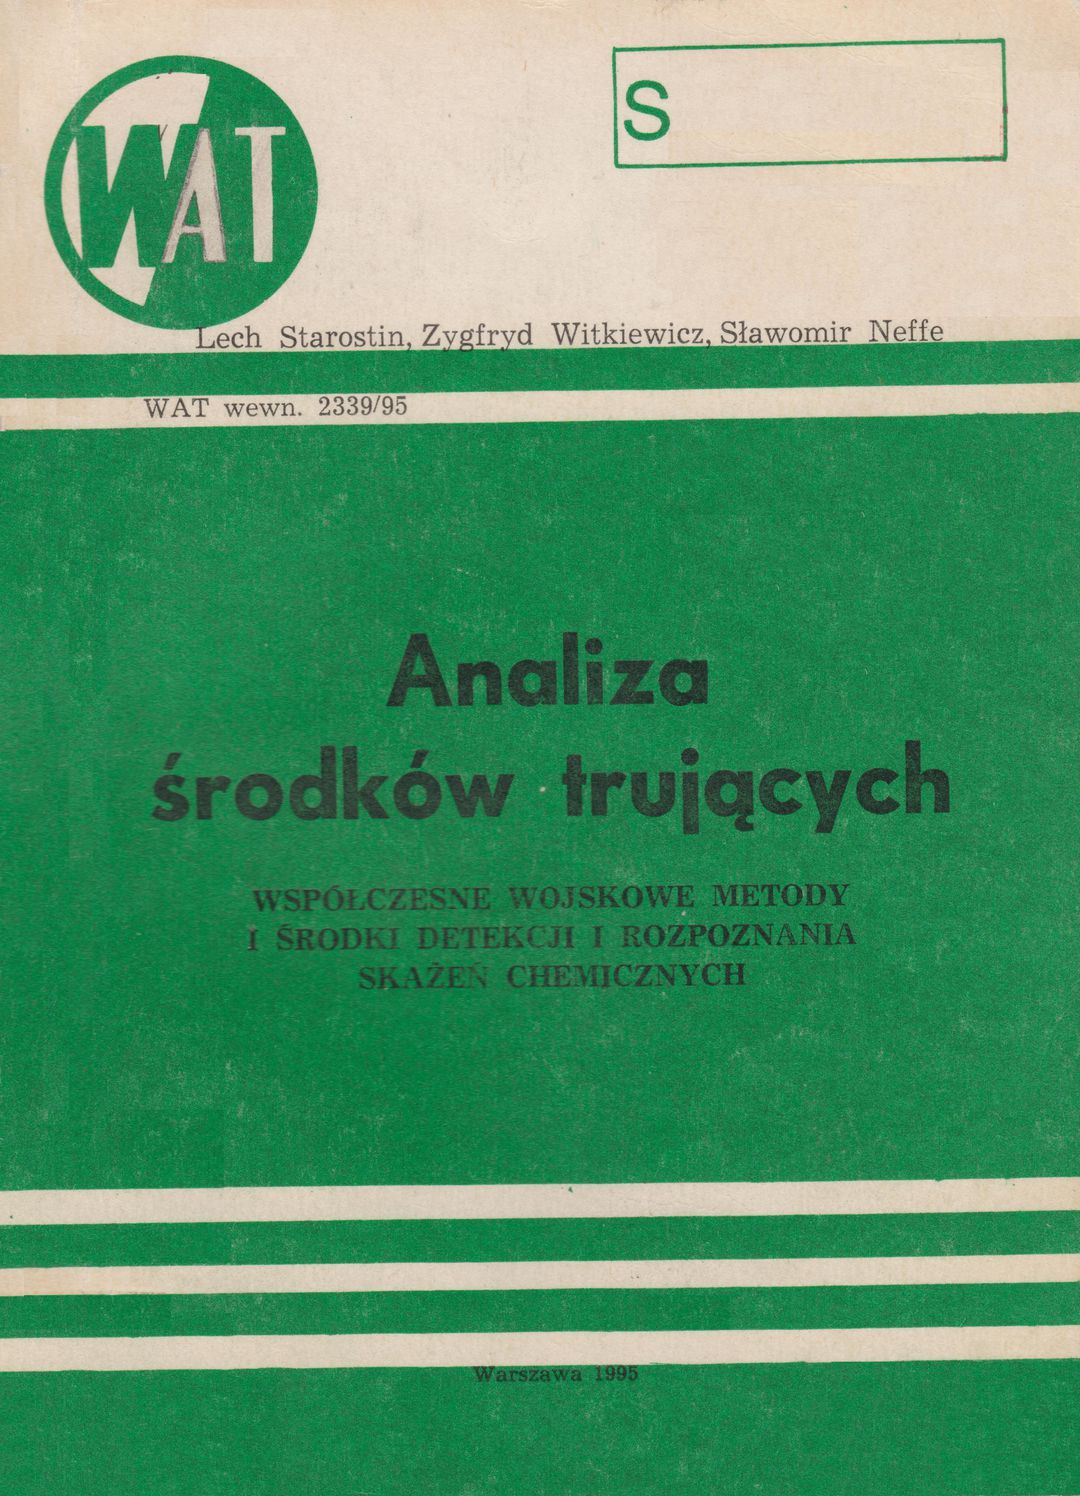 WAT
S
Lech Starostin, Zygfryd Witkiewicz, Sławomir Neffe
WAT wewn. 2339/95
Analiza
środków trujących
WSPÓŁCZESNE WOJSKOWE METODY
I ŚRODKI DETEKCJI I ROZPOZNANIA
SKAŻEŃ CHEMICZNYCH
Warszawa 1995